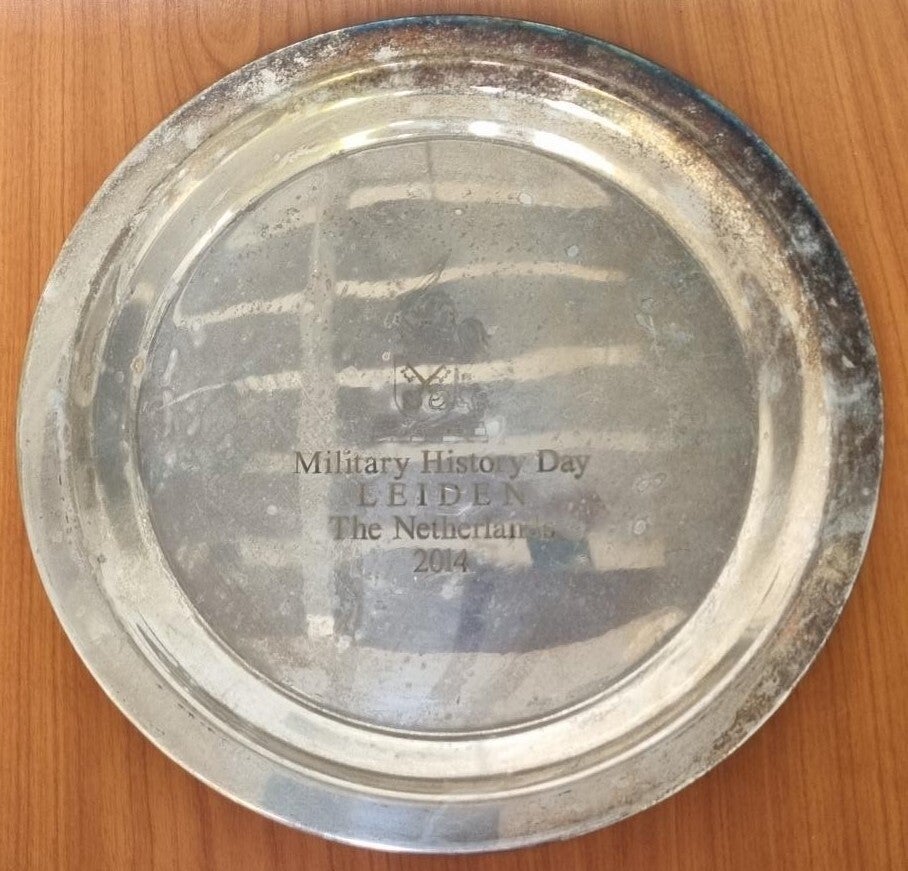 Military History Day
LEIDEN
The Netherlands
2014